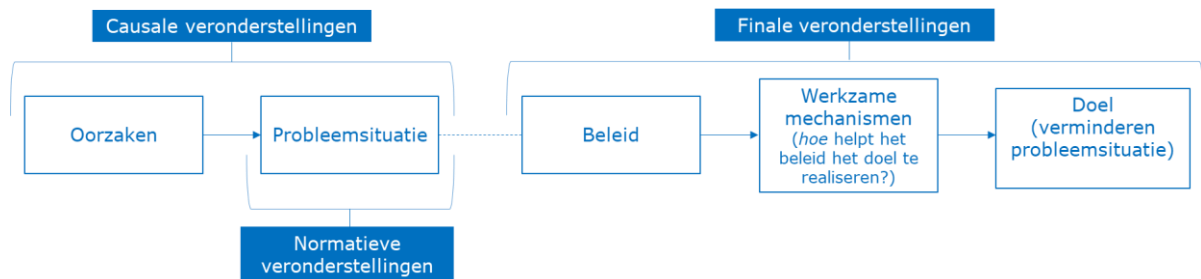 Causale veronderstellingen
Finale veronderstellingen
Oorzaken
Probleemsituatie
Beleid
Werkzame
mechanismen
(hoe helpt het
beleid het doel te
realiseren?)
Doel
(verminderen
probleemsituatie)
Normatieve
veronderstellingen